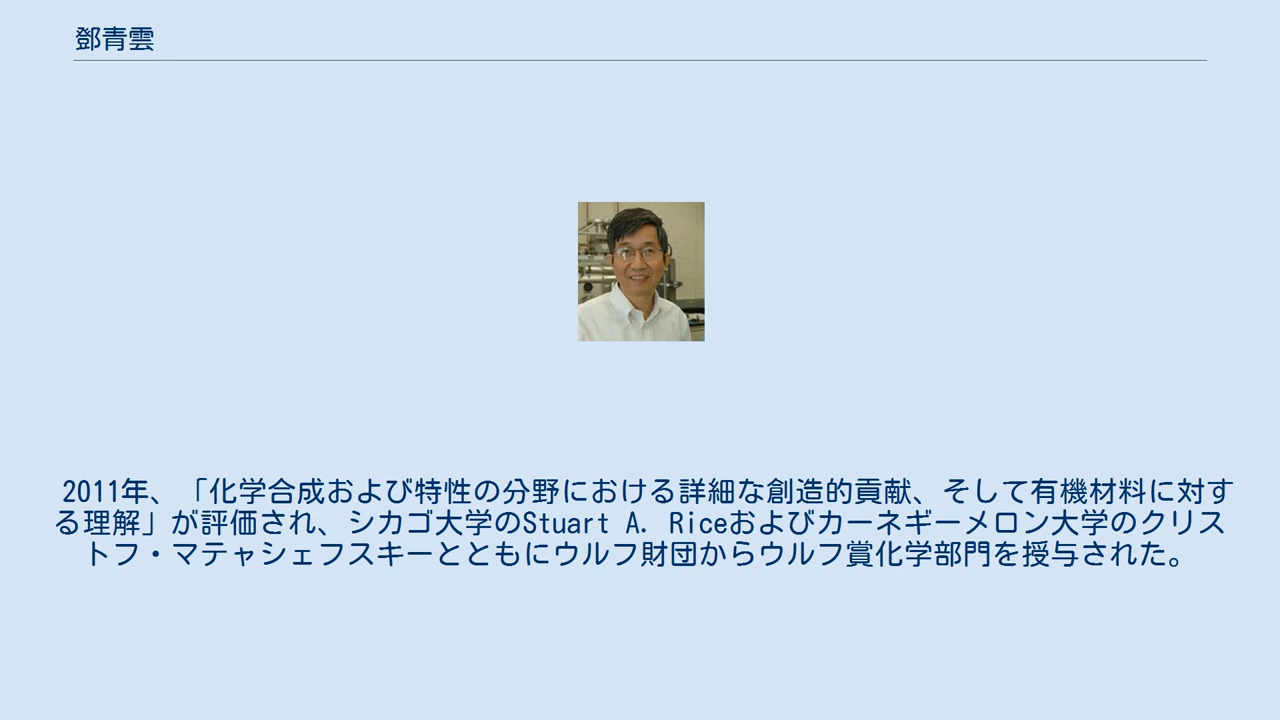 鄧青雲
2011年、「化学合成および特性の分野における詳細な創造的貢献、そして有機材料に対す
る理解」が評価され、シカゴ大学のStuart A. Riceおよびカーネギーメロン大学のクリス
トフ・マテャシェフスキーとともにウルフ財団からウルフ賞化学部門を授与された。